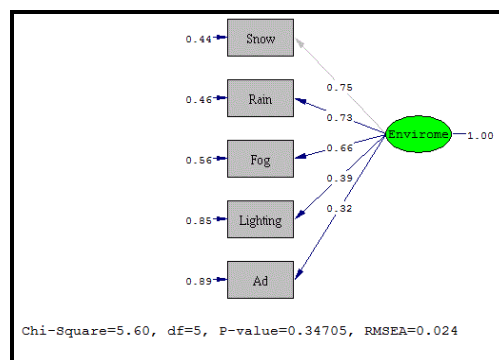 0.44 Snow
0.75
0.46 Rain
0.73
Envirome 1.00
0.66
0.56 Fog
0.39
0.85 Lighting
0.32
0.89 Ad
Chi-Square=5.60, df=5, P-value=0.34705, RMSEA=0.024